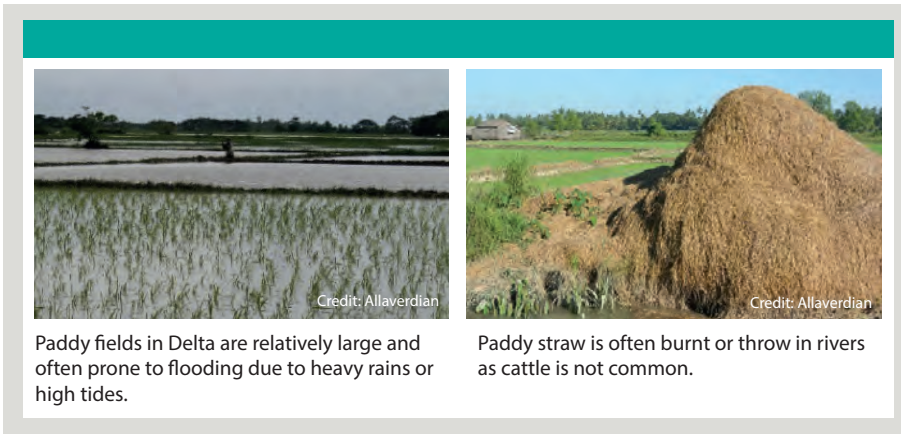 Credit: Allaverdian
Credit: Allaverdian
Paddy fields in Delta are relatively large and
often prone to flooding due to heavy rains or
high tides.
Paddy straw is often burnt or throw in rivers
as cattle is not common.